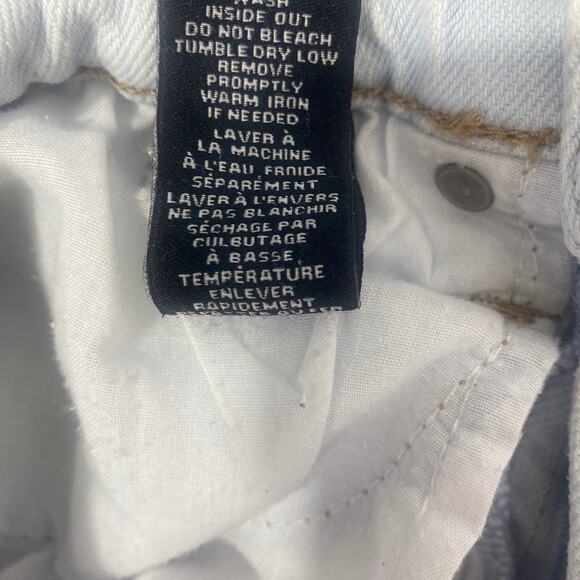 WASH
INSIDE OUT
DO NOT BLEACH
TUMBLE DRY LOW
REMOVE
PROMPTLY
WARM IRON
IF NEEDED
LAVER À
LA MACHINE
À L'EAU FROIDE
SÉPARÉMENT
LAVER À L'ENVERS
NE PAS BLANCHIR
SÉCHAGE PAR
CULBUTAGE
À BASSE
TEMPÉRATURE
ENLEVER
RAPIDEMENT